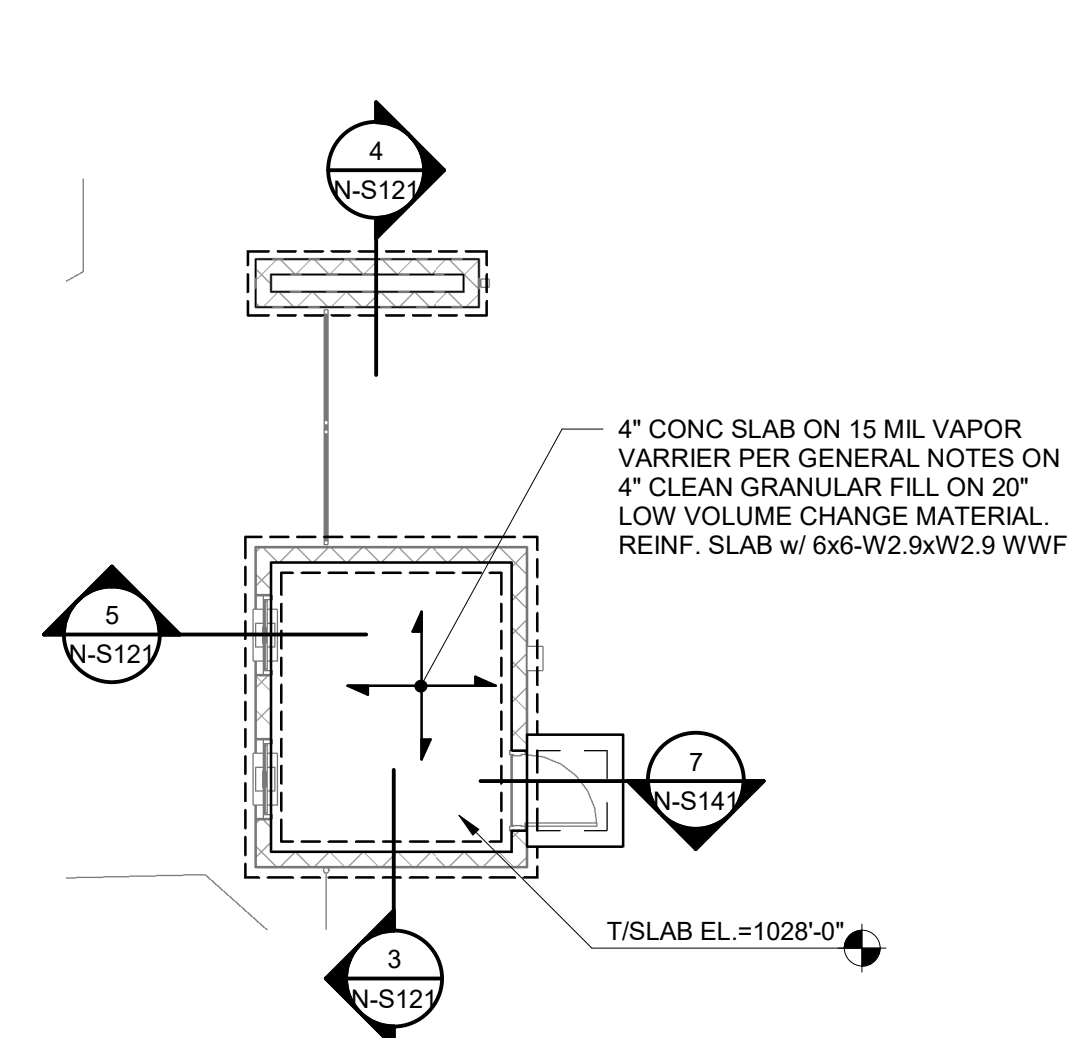 4
N-S121
4" CONC SLAB ON 15 MIL VAPOR
VARRIER PER GENERAL NOTES ON
4" CLEAN GRANULAR FILL ON 20"
LOW VOLUME CHANGE MATERIAL.
REINF. SLAB w/ 6x6-W2.9xW2.9 WWF
5
N-S121
7
N-S141
T/SLAB EL.=1028'-0"
3
N-S121